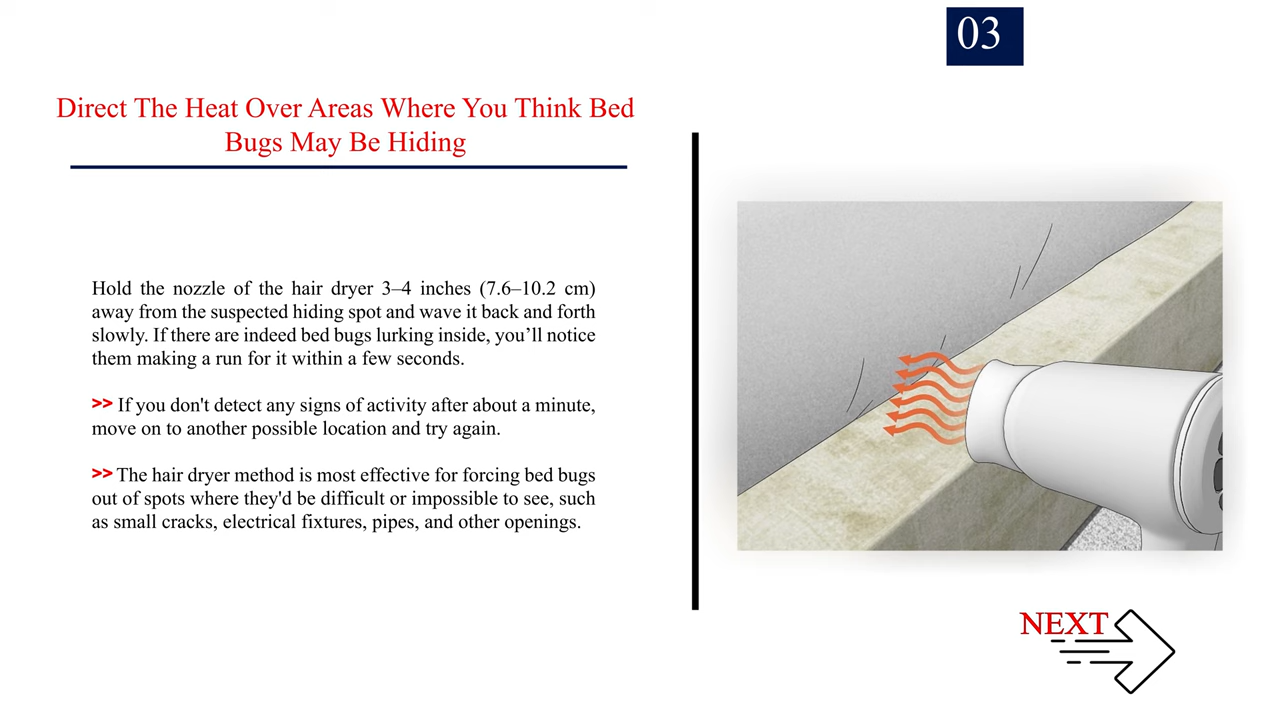 03
Direct The Heat Over Areas Where You Think Bed
Bugs May Be Hiding
Hold the nozzle of the hair dryer 3–4 inches (7.6–10.2 cm)
away from the suspected hiding spot and wave it back and forth
slowly. If there are indeed bed bugs lurking inside, you’ll notice
them making a run for it within a few seconds.
>> If you don't detect any signs of activity after about a minute,
move on to another possible location and try again.
>> The hair dryer method is most effective for forcing bed bugs
out of spots where they'd be difficult or impossible to see, such
as small cracks, electrical fixtures, pipes, and other openings.
NEXT